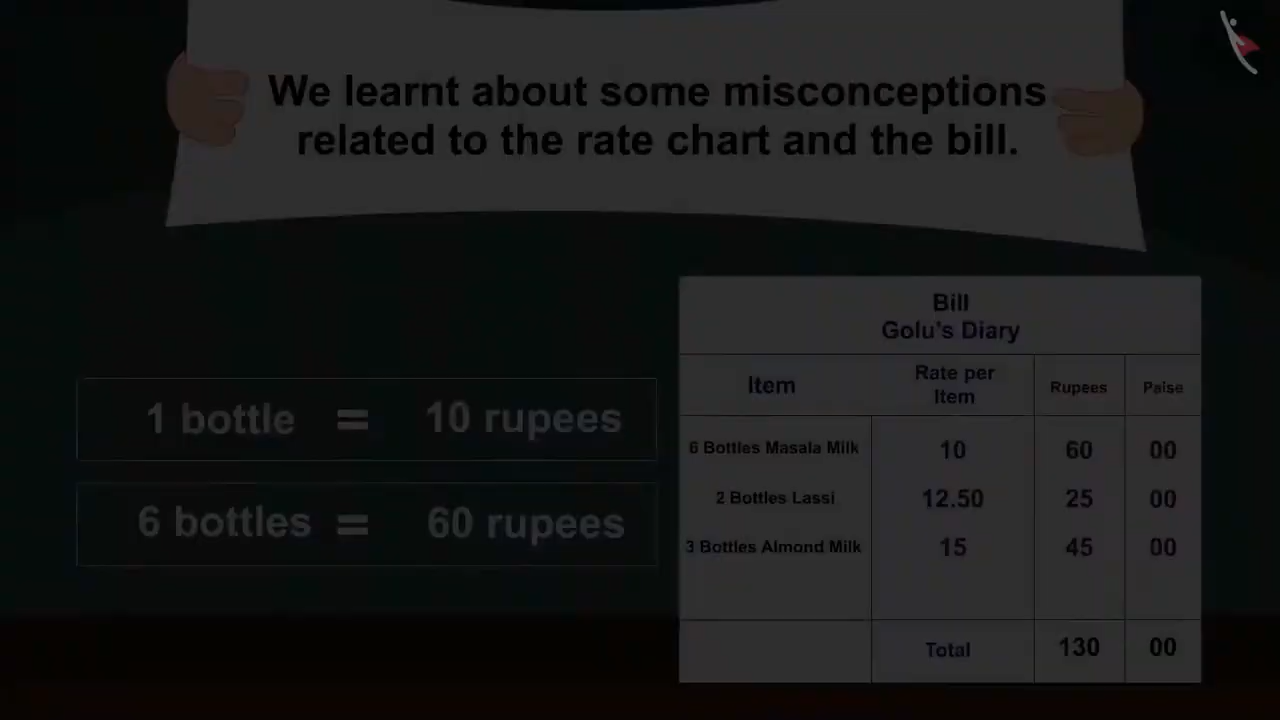 We learnt about some misconceptions
related to the rate chart and the bill.
1 bottle = 10 rupees
6 bottles = 60 rupees
Bill
Golu's Diary
Item Rate per Item Rupees Paise
6 Bottles Masala Milk 10 60 00
2 Bottles Lassi 12.50 25 00
3 Bottles Almond Milk 15 45 00
Total 130 00